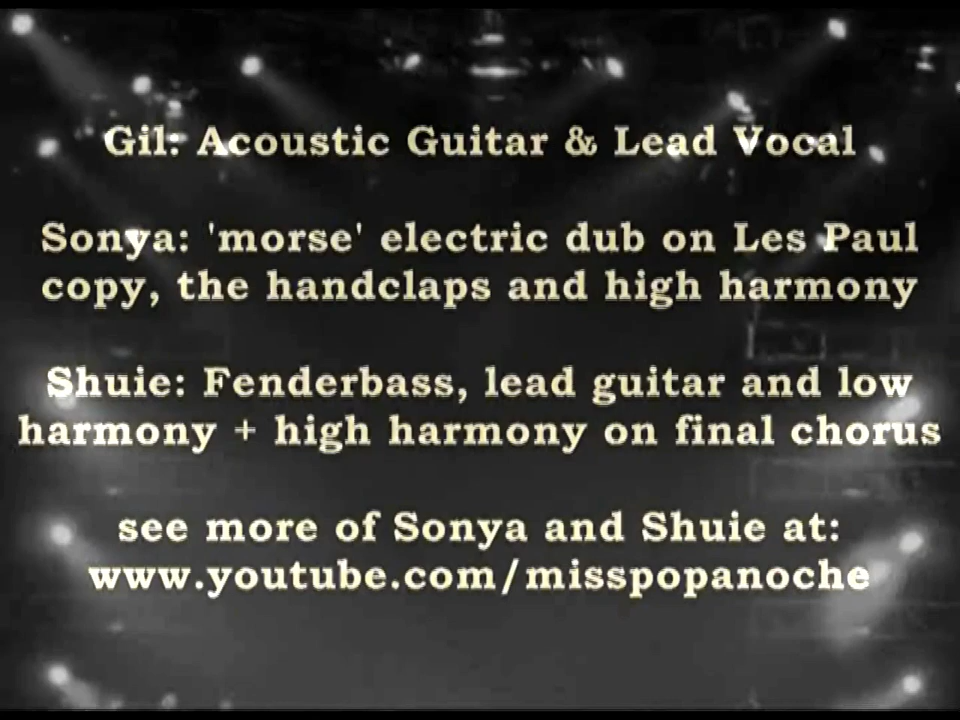 Gil: Acoustic Guitar & Lead Vocal
Sonya: 'morse' electric dub on Les Paul
copy, the handclaps and high harmony
Shuie: Fenderbass, lead guitar and low
harmony + high harmony on final chorus
see more of Sonya and Shuie at:
www.youtube.com/misspopanoche